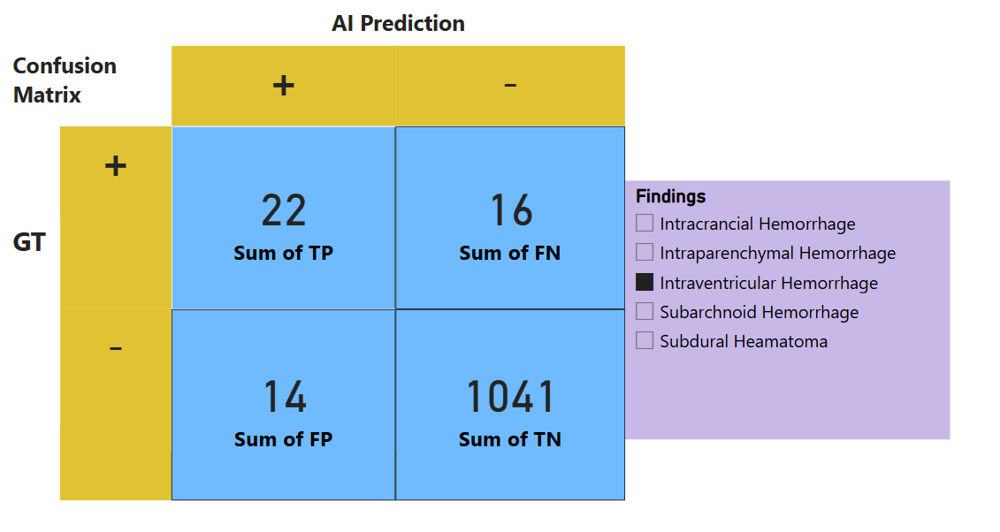 AI Prediction
Confusion
Matrix
+
-
+
GT
-
22
Sum of TP
16
Sum of FN
14
Sum of FP
1041
Sum of TN
Findings
Intracrancial Hemorrhage
Intraparenchymal Hemorrhage
Intraventricular Hemorrhage
Subarchnoid Hemorrhage
Subdural Heamatoma